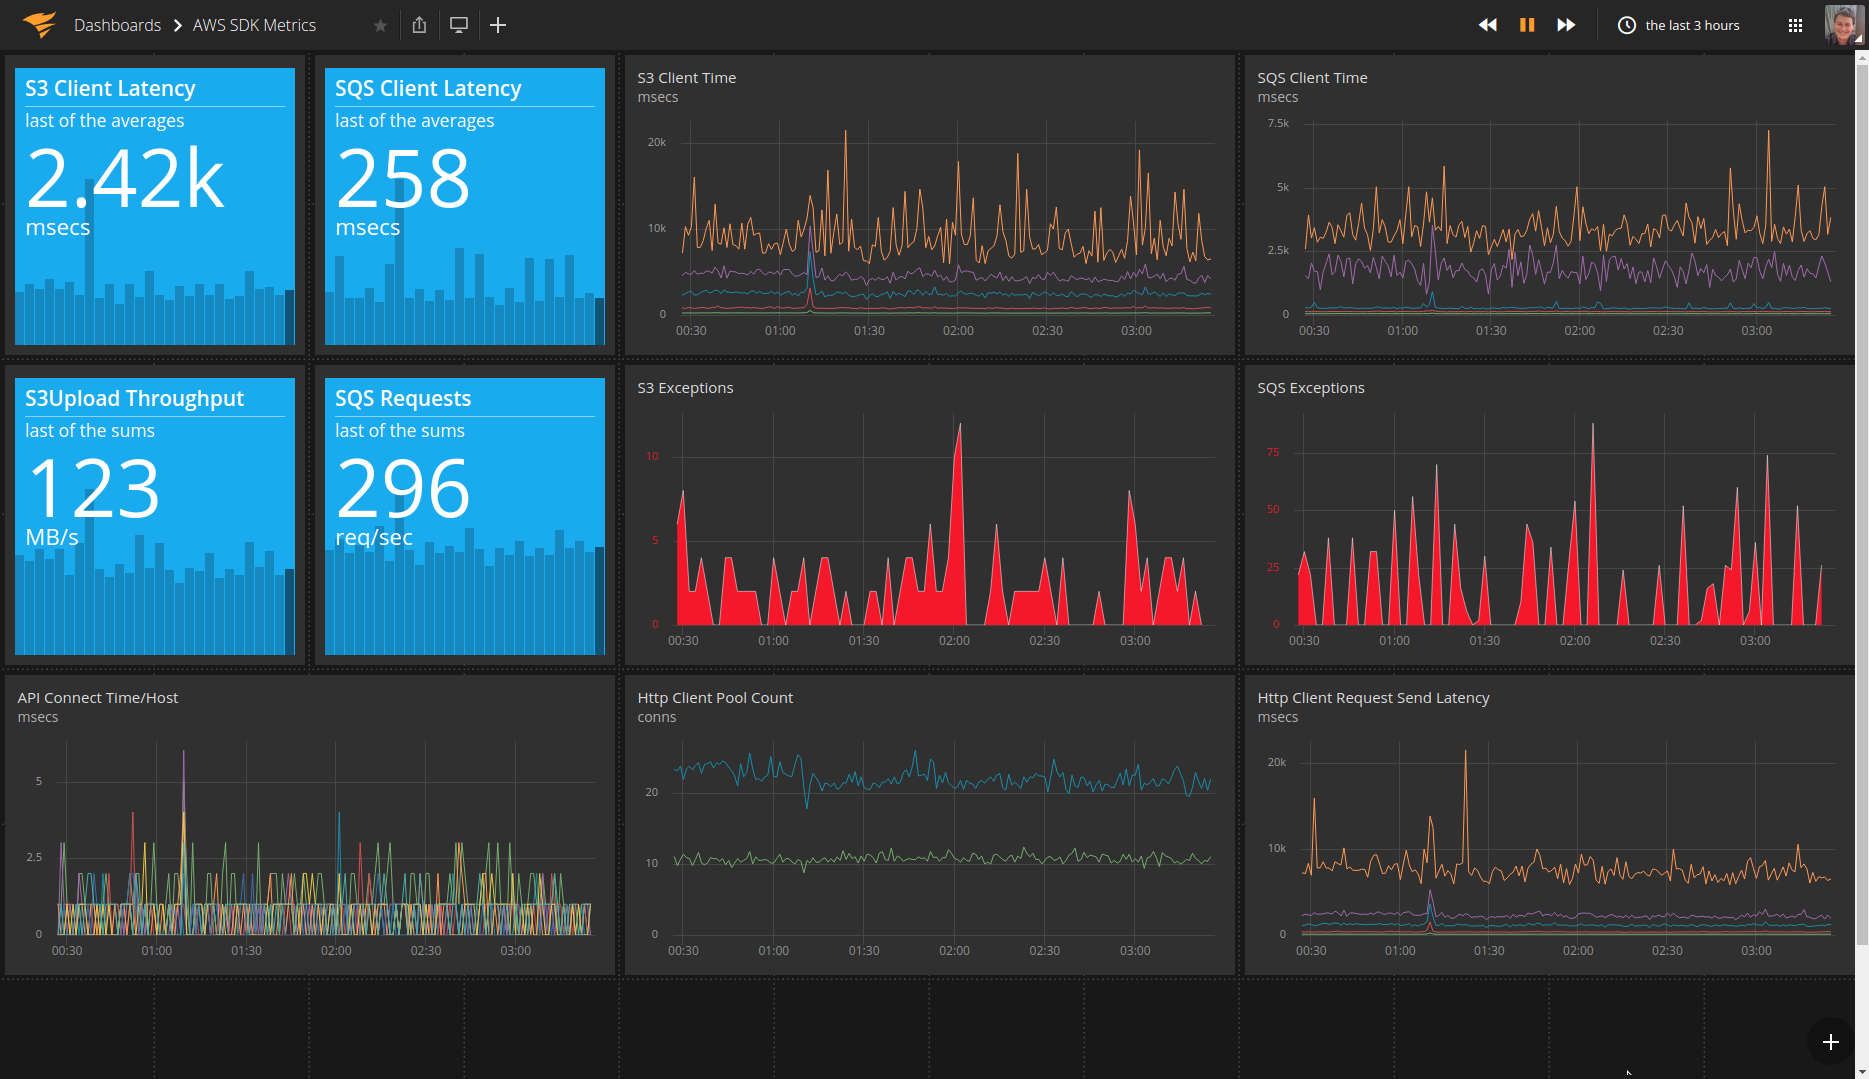 Dashboards > AWS SDK Metrics
the last 3 hours
S3 Client Latency
last of the averages
2.42k
msecs
SQS Client Latency
last of the averages
258
msecs
S3 Client Time
msecs
20k
10k
0
00:30 01:00 01:30 02:00 02:30 03:00
SQS Client Time
msecs
7.5k
5k
2.5k
0
00:30 01:00 01:30 02:00 02:30 03:00
S3Upload Throughput
last of the sums
123
MB/s
SQS Requests
last of the sums
296
req/sec
S3 Exceptions
10
5
0
00:30 01:00 01:30 02:00 02:30 03:00
SQS Exceptions
75
50
25
0
00:30 01:00 01:30 02:00 02:30 03:00
API Connect Time/Host
msecs
5
2.5
0
00:30 01:00 01:30 02:00 02:30 03:00
Http Client Pool Count
conns
20
10
0
00:30 01:00 01:30 02:00 02:30 03:00
Http Client Request Send Latency
msecs
20k
10k
0
00:30 01:00 01:30 02:00 02:30 03:00